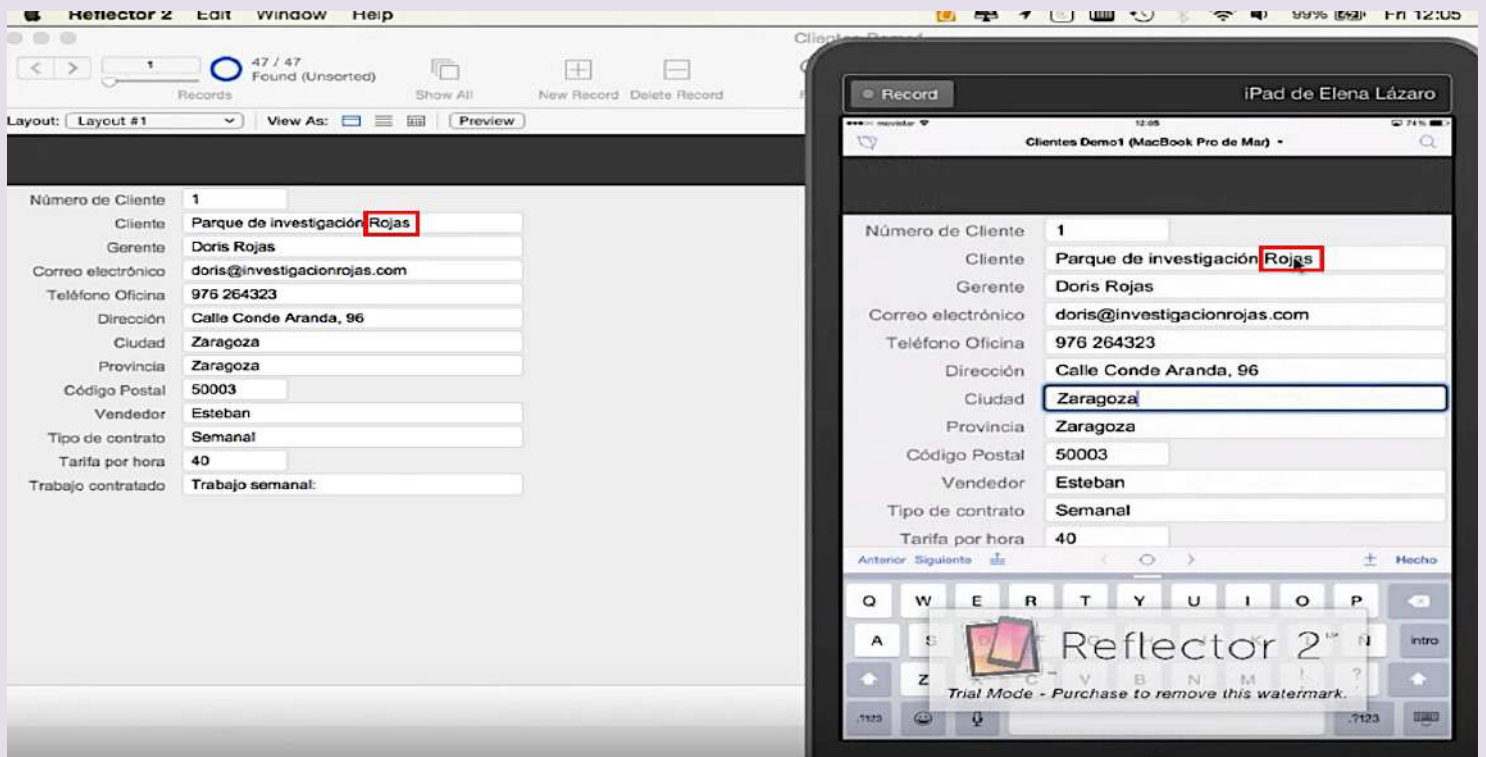 Reflector 2 Edit Window Help
99% Fri 12:05
Clientes Demo1
1
47 / 47
Found (Unsorted)
Records
Show All
New Record
Delete Record
Layout: Layout #1
View As:
Preview
Número de Cliente 1
Cliente Parque de investigación Rojas
Gerente Doris Rojas
Correo electrónico doris@investigacionrojas.com
Teléfono Oficina 976 264323
Dirección Calle Conde Aranda, 96
Ciudad Zaragoza
Provincia Zaragoza
Código Postal 50003
Vendedor Esteban
Tipo de contrato Semanal
Tarifa por hora 40
Trabajo contratado Trabajo semanal:
Record
iPad de Elena Lázaro
movistar 12:05 74%
Clientes Demo1 (MacBook Pro de Mar)
Número de Cliente 1
Cliente Parque de investigación Rojas
Gerente Doris Rojas
Correo electrónico doris@investigacionrojas.com
Teléfono Oficina 976 264323
Dirección Calle Conde Aranda, 96
Ciudad Zaragoza
Provincia Zaragoza
Código Postal 50003
Vendedor Esteban
Tipo de contrato Semanal
Tarifa por hora 40
Anterior Siguiente Hecho
Q W E R T Y U I O P
A S D Ñ intro
Z C V B N M ! ?
.?123 .?123
Reflector 2™
Trial Mode - Purchase to remove this watermark.